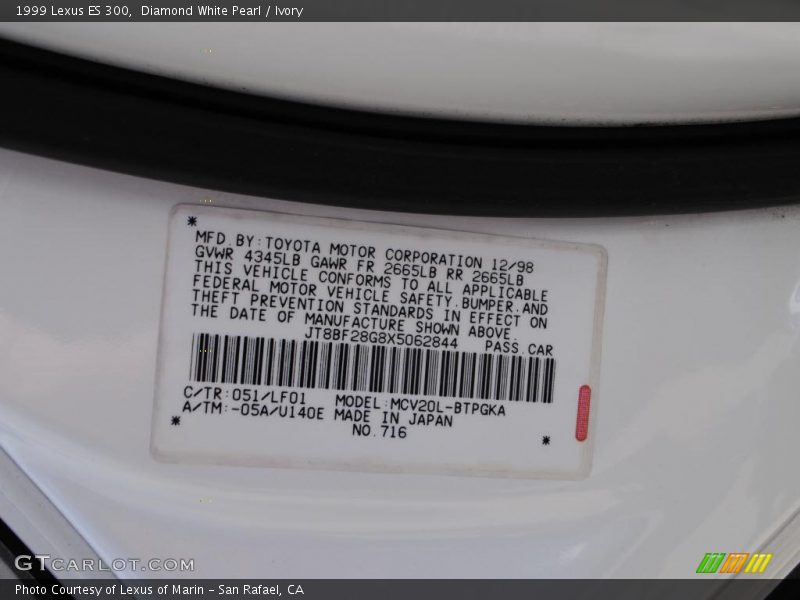 1999 Lexus ES 300, Diamond White Pearl / Ivory
MFD. BY: TOYOTA MOTOR CORPORATION 12/98
GVWR 4345LB GAWR FR 2665LB RR 2665LB
THIS VEHICLE CONFORMS TO ALL APPLICABLE
FEDERAL MOTOR VEHICLE SAFETY, BUMPER, AND
THEFT PREVENTION STANDARDS IN EFFECT ON
THE DATE OF MANUFACTURE SHOWN ABOVE.
JT8BF28G8X5062844 PASS. CAR
C/TR: 051/LF01 MODEL: MCV20L-BTPGKA
A/TM: -05A/U140E MADE IN JAPAN
NO. 716
GTCARLOT.COM
Photo Courtesy of Lexus of Marin - San Rafael, CA